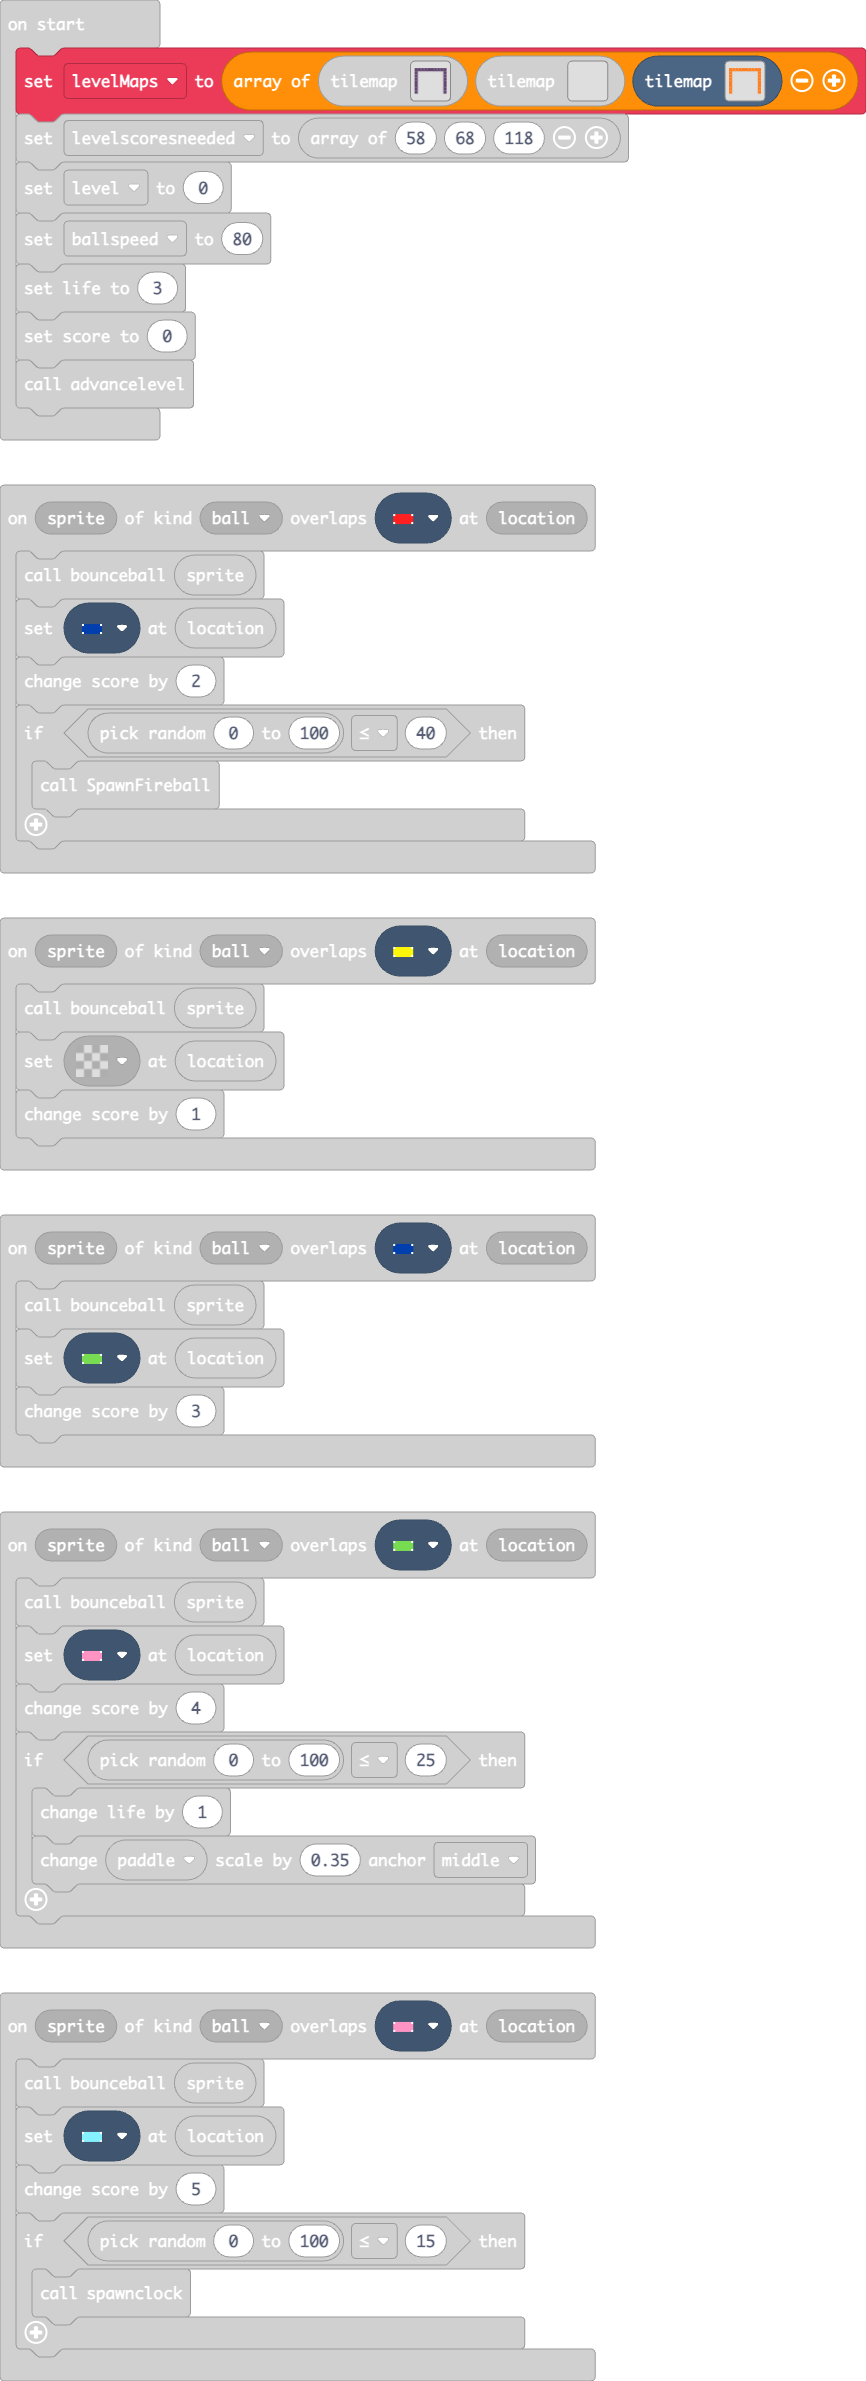 on start
set levelMaps to array of tilemap tilemap tilemap
set levelscoresneeded to array of 58 68 118
set level to 0
set ballspeed to 80
set life to 3
set score to 0
call advancelevel
on sprite of kind ball overlaps at location
call bounceball sprite
set at location
change score by 2
if pick random 0 to 100 ≤ 40 then
call SpawnFireball
on sprite of kind ball overlaps at location
call bounceball sprite
set at location
change score by 1
on sprite of kind ball overlaps at location
call bounceball sprite
set at location
change score by 3
on sprite of kind ball overlaps at location
call bounceball sprite
set at location
change score by 4
if pick random 0 to 100 ≤ 25 then
change life by 1
change paddle scale by 0.35 anchor middle
on sprite of kind ball overlaps at location
call bounceball sprite
set at location
change score by 5
if pick random 0 to 100 ≤ 15 then
call spawnclock